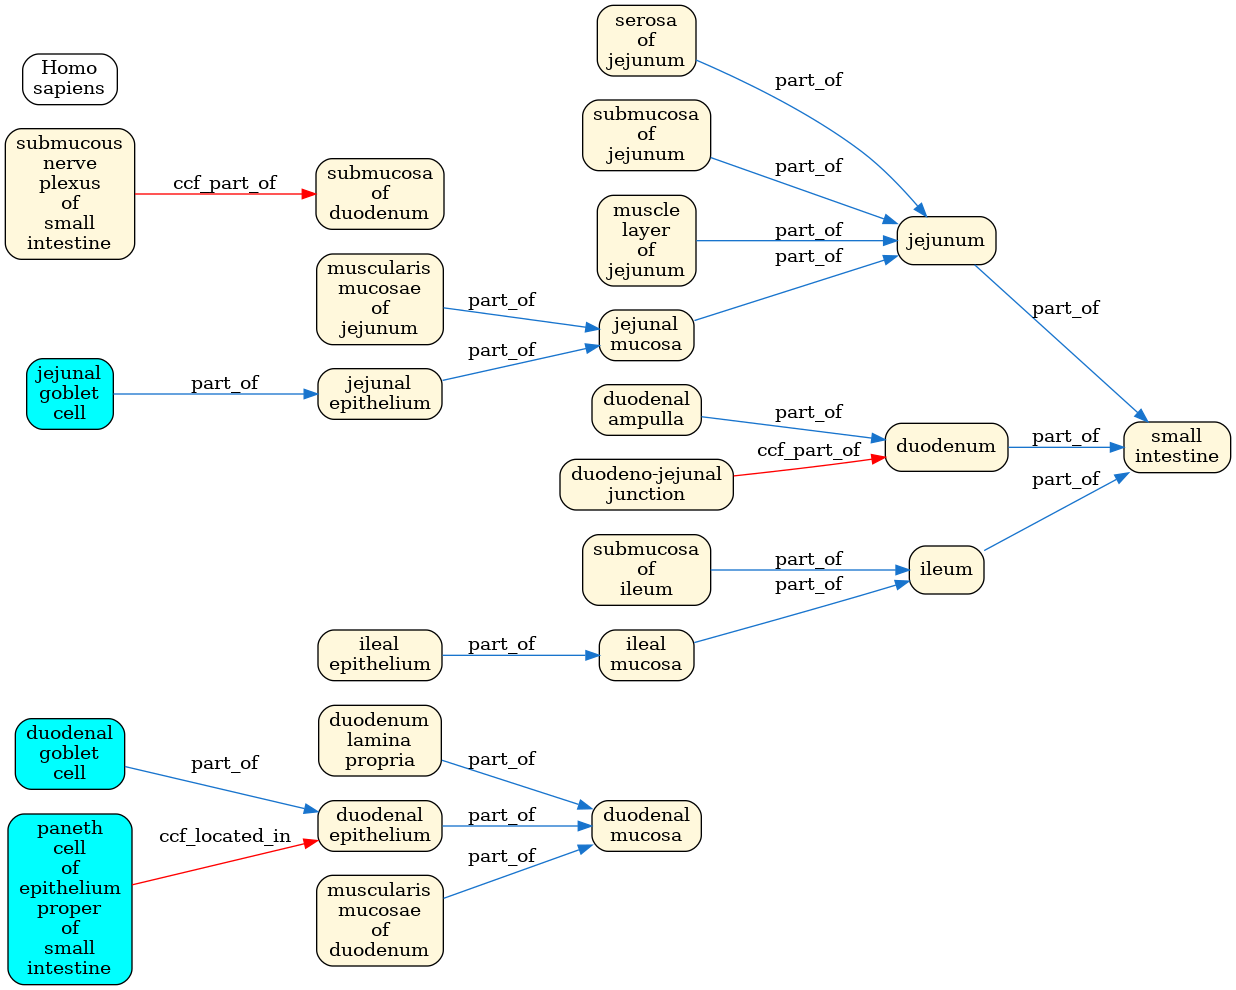 serosa
of
jejunum
Homo
sapiens
part_of
submucosa
of
jejunum
submucous
nerve
plexus
of
small
intestine
ccf_part_of
submucosa
of
duodenum
part_of
muscle
layer
of
jejunum
part_of
jejunum
muscularis
mucosae
of
jejunum
part_of
part_of
jejunal
mucosa
part_of
part_of
jejunal
goblet
cell
part_of
jejunal
epithelium
part_of
duodenal
ampulla
part_of
duodenum
part_of
small
intestine
duodeno-jejunal
junction
ccf_part_of
part_of
submucosa
of
ileum
part_of
ileum
part_of
ileal
epithelium
part_of
ileal
mucosa
duodenal
goblet
cell
part_of
duodenum
lamina
propria
part_of
paneth
cell
of
epithelium
proper
of
small
intestine
ccf_located_in
duodenal
epithelium
part_of
duodenal
mucosa
part_of
muscularis
mucosae
of
duodenum